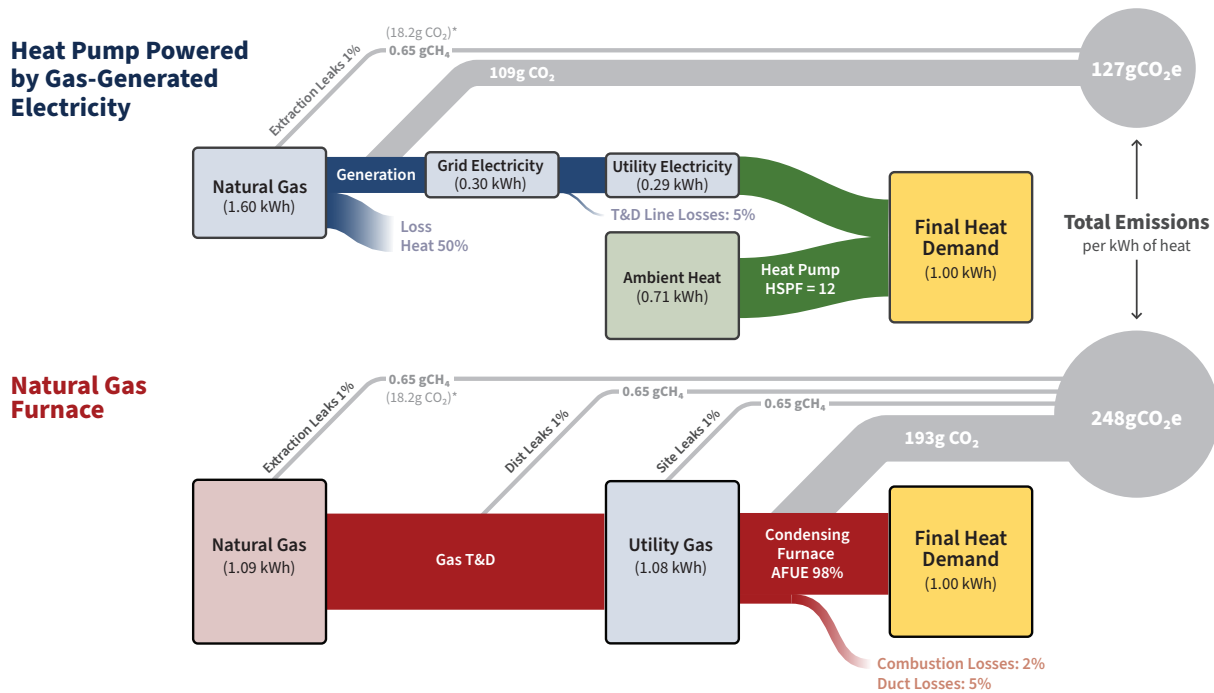 Heat Pump Powered
by Gas-Generated
Electricity
(18.2g CO₂)*
0.65 gCH₄
Extraction Leaks 1%
109g CO₂
127gCO₂e
Natural Gas
(1.60 kWh)
Generation
Grid Electricity
(0.30 kWh)
Utility Electricity
(0.29 kWh)
Loss
Heat 50%
T&D Line Losses: 5%
Ambient Heat
(0.71 kWh)
Heat Pump
HSPF = 12
Final Heat
Demand
(1.00 kWh)
Total Emissions
per kWh of heat
Natural Gas
Furnace
0.65 gCH₄
(18.2g CO₂)*
Extraction Leaks 1%
0.65 gCH₄
Dist Leaks 1%
0.65 gCH₄
Site Leaks 1%
193g CO₂
248gCO₂e
Natural Gas
(1.09 kWh)
Gas T&D
Utility Gas
(1.08 kWh)
Condensing
Furnace
AFUE 98%
Final Heat
Demand
(1.00 kWh)
Combustion Losses: 2%
Duct Losses: 5%